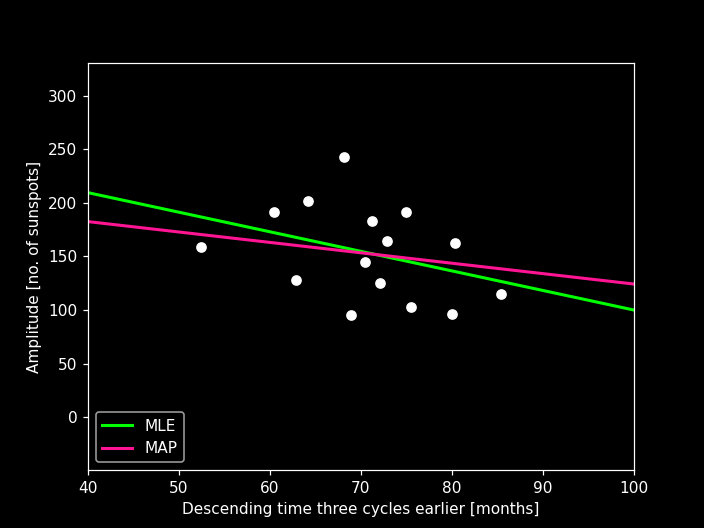 300
250
200
150
100
50
0
Amplitude [no. of sunspots]
MLE
MAP
40 50 60 70 80 90 100
Descending time three cycles earlier [months]